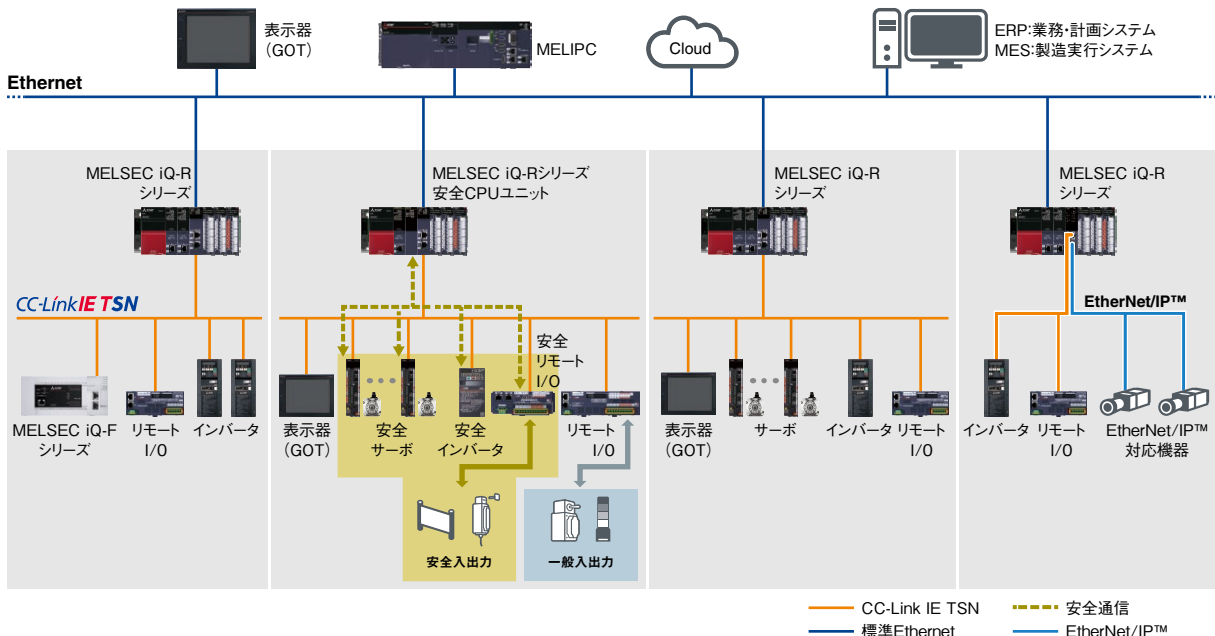 表示器
(GOT)
MELIPC
Cloud
ERP:業務・計画システム
MES:製造実行システム
Ethernet
MELSEC iQ-R
シリーズ
MELSEC iQ-Rシリーズ
安全CPUユニット
MELSEC iQ-R
シリーズ
MELSEC iQ-R
シリーズ
CC-Link IE TSN
EtherNet/IP™
安全
リモート
I/O
MELSEC iQ-F
シリーズ
リモート
I/O
インバータ
表示器
(GOT)
安全
サーボ
安全
インバータ
リモート
I/O
表示器
(GOT)
サーボ
インバータ
リモート
I/O
インバータ
リモート
I/O
EtherNet/IP™
対応機器
安全入出力
一般入出力
CC-Link IE TSN
安全通信
標準Ethernet
EtherNet/IP™